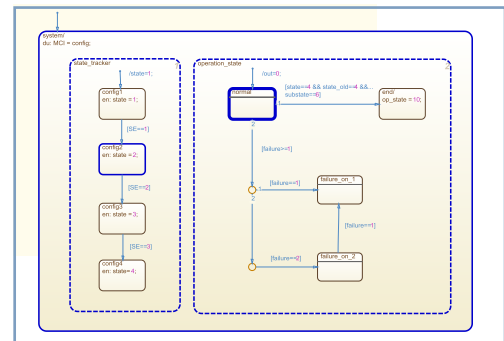 system/
du: MCI = config;
state_tracker
/state=1;
config1
en: state =1;
[SE==1]
config2
en: state = 2;
[SE==2]
config3
en: state =3;
[SE==3]
config4
en: state=4;
operation_state
2
/out=0;
normal
[state==4 && state_old==4 &&...
substate==6]
1
end/
op_state =10;
2
[failure>=1]
1
[failure==1]
failure_on_1
2
[failure==1]
[failure==2]
failure_on_2